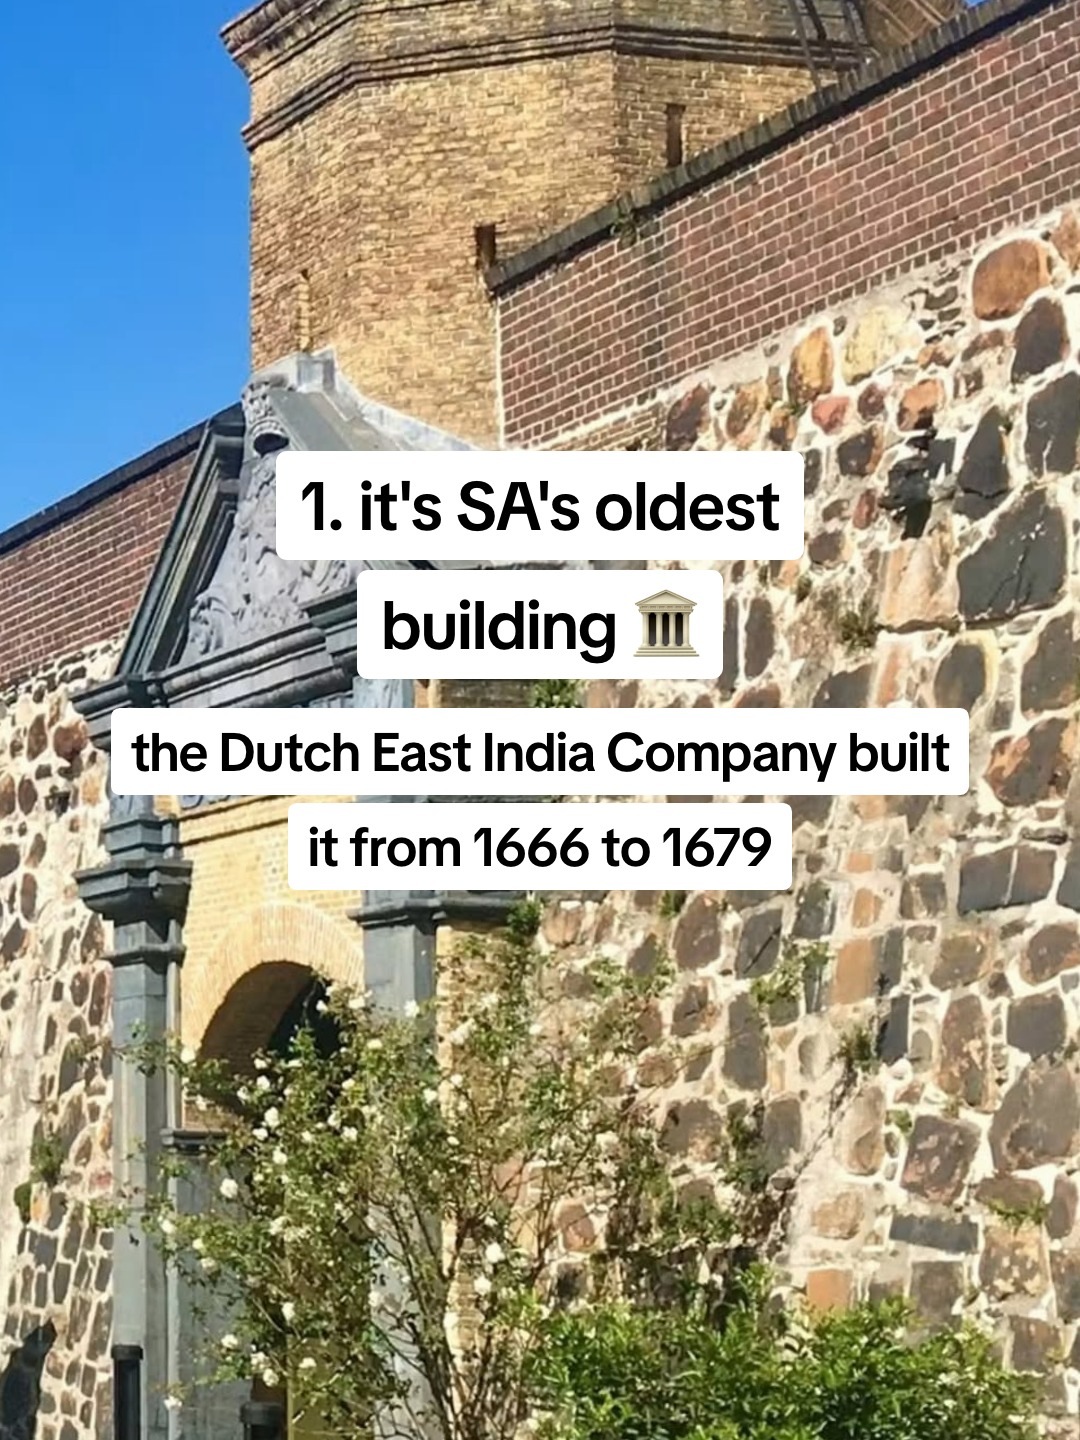 1. it's SA's oldest
building 🏛️
the Dutch East India Company built
it from 1666 to 1679